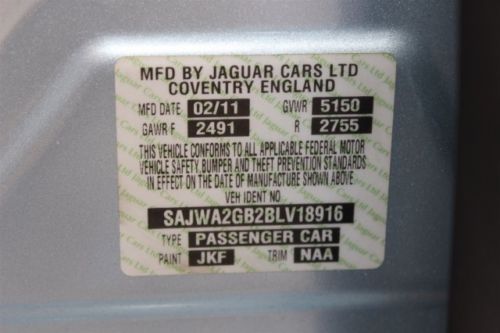 MFD BY JAGUAR CARS LTD
COVENTRY ENGLAND
MFD DATE 02/11 GVWR 5150
GAWR F 2491 R 2755
THIS VEHICLE CONFORMS TO ALL APPLICABLE FEDERAL MOTOR
VEHICLE SAFETY, BUMPER AND THEFT PREVENTION STANDARDS
IN EFFECT ON THE DATE OF MANUFACTURE SHOWN ABOVE
VEH IDENT NO
SAJWA2GB2BLV18916
TYPE PASSENGER CAR
PAINT JKF TRIM NAA